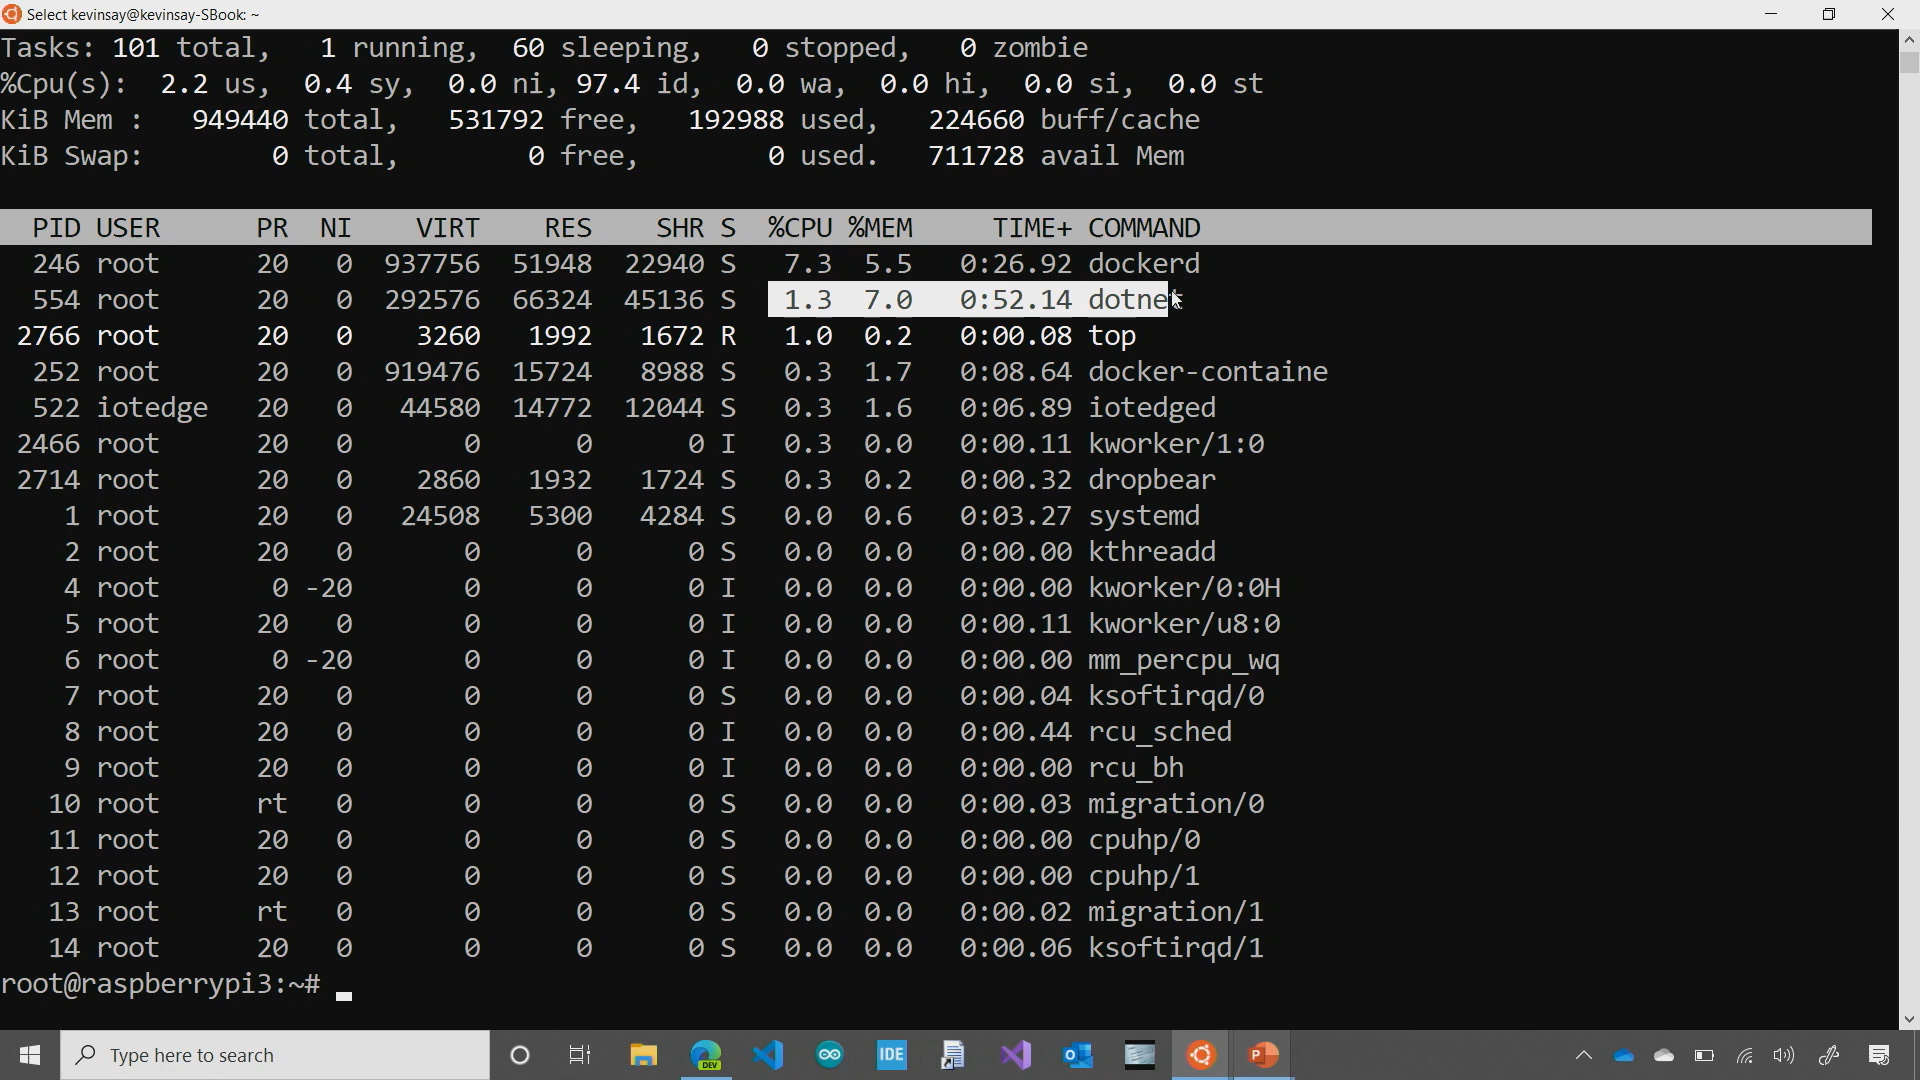 Select kevinsay@kevinsay-SBook: ~
Tasks: 101 total,   1 running,  60 sleeping,   0 stopped,   0 zombie
%Cpu(s):  2.2 us,  0.4 sy,  0.0 ni, 97.4 id,  0.0 wa,  0.0 hi,  0.0 si,  0.0 st
KiB Mem :   949440 total,   531792 free,   192988 used,   224660 buff/cache
KiB Swap:        0 total,        0 free,        0 used.   711728 avail Mem
PID USER      PR  NI    VIRT    RES    SHR S  %CPU %MEM     TIME+ COMMAND
246 root      20   0  937756  51948  22940 S   7.3  5.5   0:26.92 dockerd
554 root      20   0  292576  66324  45136 S   1.3  7.0   0:52.14 dotnet
2766 root      20   0    3260   1992   1672 R   1.0  0.2   0:00.08 top
252 root      20   0  919476  15724   8988 S   0.3  1.7   0:08.64 docker-containe
522 iotedge   20   0   44580  14772  12044 S   0.3  1.6   0:06.89 iotedged
2466 root      20   0       0      0      0 I   0.3  0.0   0:00.11 kworker/1:0
2714 root      20   0    2860   1932   1724 S   0.3  0.2   0:00.32 dropbear
1 root      20   0   24508   5300   4284 S   0.0  0.6   0:03.27 systemd
2 root      20   0       0      0      0 S   0.0  0.0   0:00.00 kthreadd
4 root       0 -20       0      0      0 I   0.0  0.0   0:00.00 kworker/0:0H
5 root      20   0       0      0      0 I   0.0  0.0   0:00.11 kworker/u8:0
6 root       0 -20       0      0      0 I   0.0  0.0   0:00.00 mm_percpu_wq
7 root      20   0       0      0      0 S   0.0  0.0   0:00.04 ksoftirqd/0
8 root      20   0       0      0      0 I   0.0  0.0   0:00.44 rcu_sched
9 root      20   0       0      0      0 I   0.0  0.0   0:00.00 rcu_bh
10 root      rt   0       0      0      0 S   0.0  0.0   0:00.03 migration/0
11 root      20   0       0      0      0 S   0.0  0.0   0:00.00 cpuhp/0
12 root      20   0       0      0      0 S   0.0  0.0   0:00.00 cpuhp/1
13 root      rt   0       0      0      0 S   0.0  0.0   0:00.02 migration/1
14 root      20   0       0      0      0 S   0.0  0.0   0:00.06 ksoftirqd/1
root@raspberrypi3:~#
Type here to search
DEV
IDE